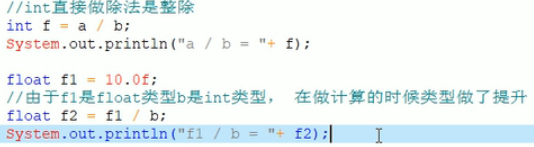 //int直接做除法是整除
int f = a / b;
System.out.println("a / b = "+ f);
float f1 = 10.0f;
//由于f1是float类型b是int类型， 在做计算的时候类型做了提升
float f2 = f1 / b;
System.out.println("f1 / b = "+ f2);